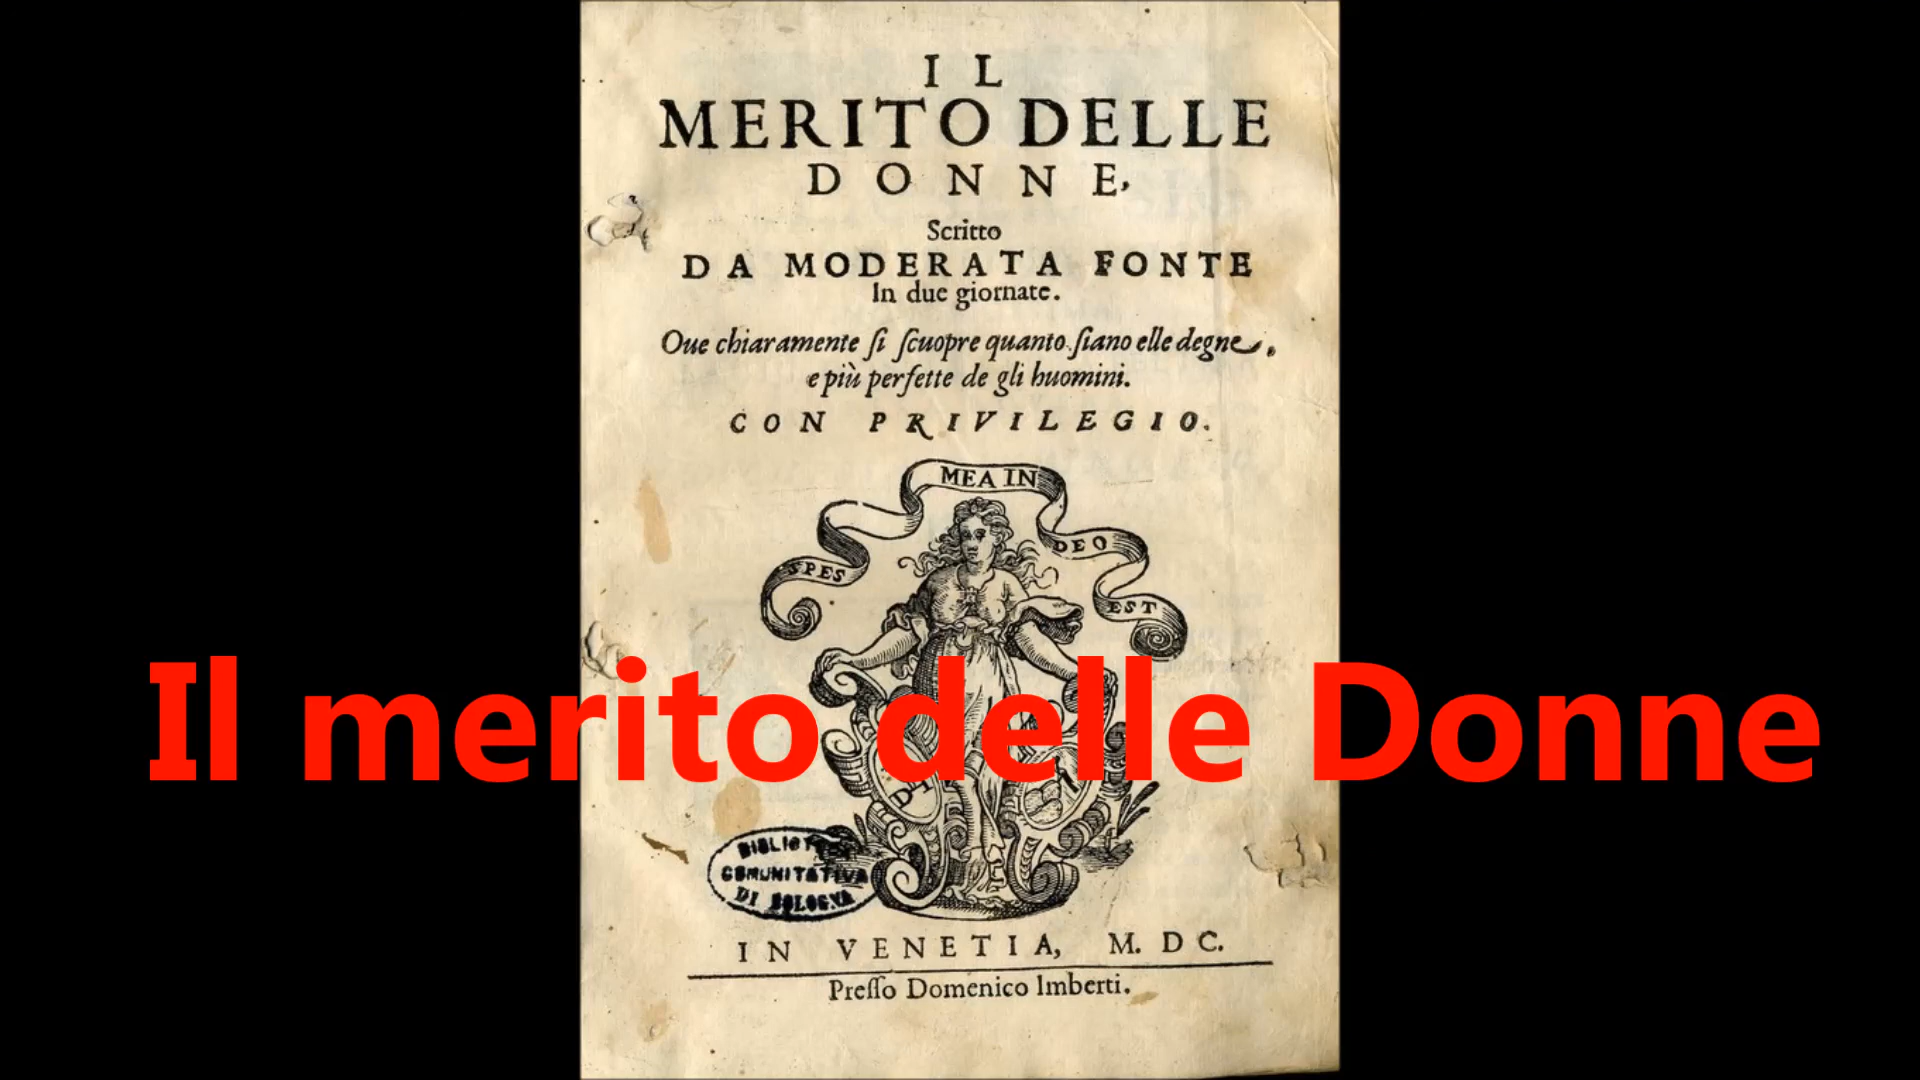 IL
MERITO DELLE
DONNE,
Scritto
DA MODERATA FONTE
In due giornate.
Oue chiaramente ſi ſcuopre quanto ſiano elle degne,
e più perfette de gli huomini.
CON PRIVILEGIO.
SPES MEA IN DEO EST
Il merito delle Donne
COMUNITATIVA
DI BOLOGNA
IN VENETIA, M. DC.
Preſſo Domenico Imberti.